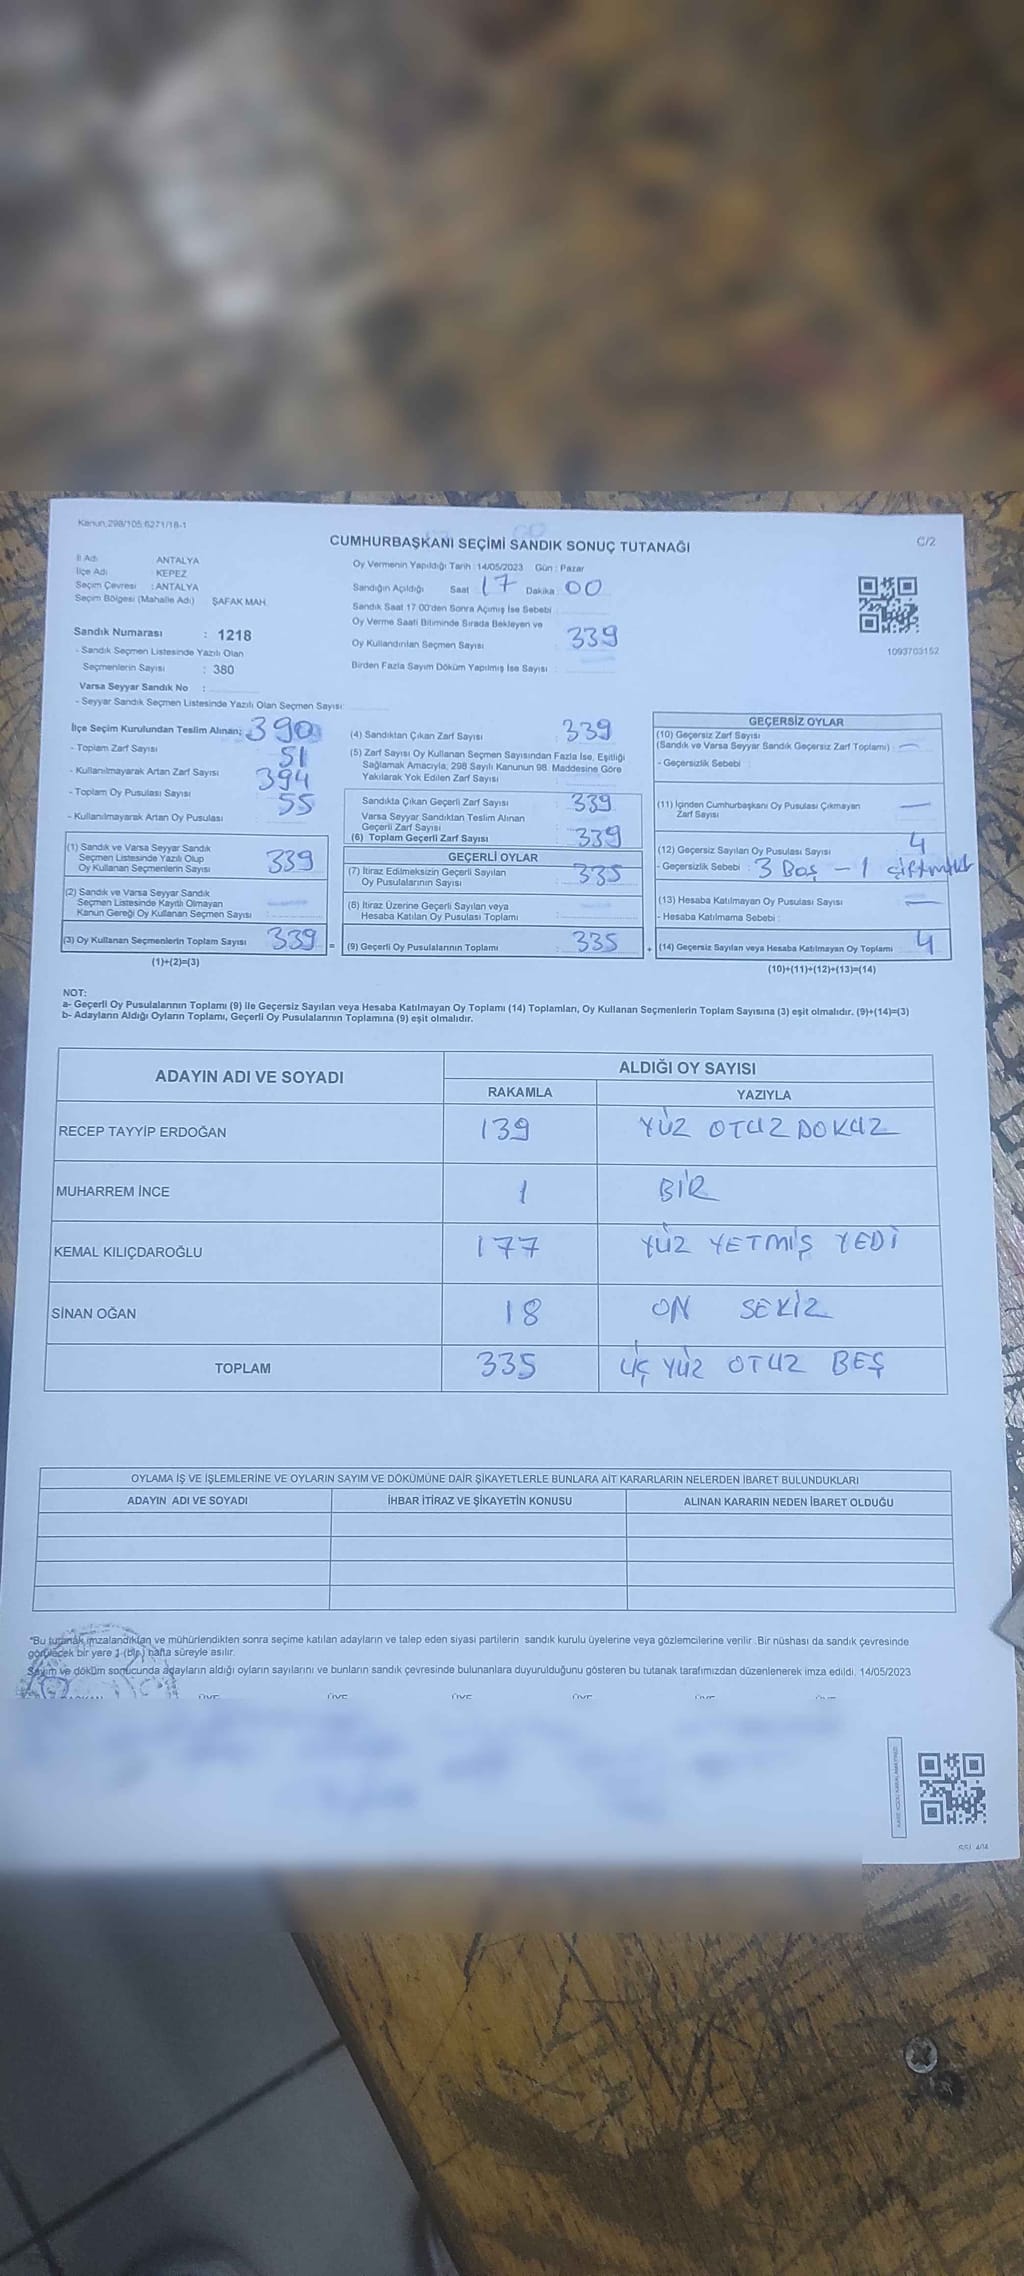 Kanun,298/105;6271/18-1
C/2
CUMHURBAŞKANI SEÇİMİ SANDIK SONUÇ TUTANAĞI
İl Adı : ANTALYA
İlçe Adı : KEPEZ
Seçim Çevresi : ANTALYA
Seçim Bölgesi (Mahalle Adı) ŞAFAK MAH.
Sandık Numarası : 1218
- Sandık Seçmen Listesinde Yazılı Olan
Seçmenlerin Sayısı : 380
Varsa Seyyar Sandık No :
- Seyyar Sandık Seçmen Listesinde Yazılı Olan Seçmen Sayısı:
Oy Vermenin Yapıldığı Tarih : 14/05/2023 Gün : Pazar
Sandığın Açıldığı Saat 17 Dakika 00
Sandık Saat 17:00'den Sonra Açımış İse Sebebi :
Oy Verme Saati Bitiminde Sırada Bekleyen ve
Oy Kullandırılan Seçmen Sayısı : 339
Birden Fazla Sayım Döküm Yapılmış İse Sayısı :
1093703152
İlçe Seçim Kurulundan Teslim Alınan;
- Toplam Zarf Sayısı 390
- Kullanılmayarak Artan Zarf Sayısı 51
- Toplam Oy Pusulası Sayısı 394
- Kullanılmayarak Artan Oy Pusulası 55
(1) Sandık ve Varsa Seyyar Sandık
Seçmen Listesinde Yazılı Olup
Oy Kullanan Seçmenlerin Sayısı 339
(2) Sandık ve Varsa Seyyar Sandık
Seçmen Listesinde Kayıtlı Olmayan
Kanun Gereği Oy Kullanan Seçmen Sayısı :
(3) Oy Kullanan Seçmenlerin Toplam Sayısı 339
(1)+(2)=(3)
(4) Sandıktan Çıkan Zarf Sayısı 339
(5) Zarf Sayısı Oy Kullanan Seçmen Sayısından Fazla İse, Eşitliği
Sağlamak Amacıyla, 298 Sayılı Kanunun 98. Maddesine Göre
Yakılarak Yok Edilen Zarf Sayısı
Sandıkta Çıkan Geçerli Zarf Sayısı 339
Varsa Seyyar Sandıktan Teslim Alınan
Geçerli Zarf Sayısı
(6) Toplam Geçerli Zarf Sayısı 339
GEÇERLİ OYLAR
(7) İtiraz Edilmeksizin Geçerli Sayılan
Oy Pusulalarının Sayısı 335
(8) İtiraz Üzerine Geçerli Sayılan veya
Hesaba Katılan Oy Pusulası Toplamı
= (9) Geçerli Oy Pusulalarının Toplamı : 335
GEÇERSİZ OYLAR
(10) Geçersiz Zarf Sayısı
(Sandık ve Varsa Seyyar Sandık Geçersiz Zarf Toplamı) : —
- Geçersizlik Sebebi :
(11) İçinden Cumhurbaşkanı Oy Pusulası Çıkmayan
Zarf Sayısı —
(12) Geçersiz Sayılan Oy Pusulası Sayısı 4
- Geçersizlik Sebebi : 3 Boş – 1
(13) Hesaba Katılmayan Oy Pusulası Sayısı —
- Hesaba Katılmama Sebebi :
+ (14) Geçersiz Sayılan veya Hesaba Katılmayan Oy Toplamı 4
(10)+(11)+(12)+(13)=(14)
NOT:
a- Geçerli Oy Pusulalarının Toplamı (9) ile Geçersiz Sayılan veya Hesaba Katılmayan Oy Toplamı (14) Toplamları, Oy Kullanan Seçmenlerin Toplam Sayısına (3) eşit olmalıdır. (9)+(14)=(3)
b- Adayların Aldığı Oyların Toplamı, Geçerli Oy Pusulalarının Toplamına (9) eşit olmalıdır.
ADAYIN ADI VE SOYADI
ALDIĞI OY SAYISI
RAKAMLA YAZIYLA
RECEP TAYYİP ERDOĞAN 139 YÜZ OTUZ DOKUZ
MUHARREM İNCE 1 BİR
KEMAL KILIÇDAROĞLU 177 YÜZ YETMİŞ YEDİ
SİNAN OĞAN 18 ON SEKİZ
TOPLAM 335 ÜÇ YÜZ OTUZ BEŞ
OYLAMA İŞ VE İŞLEMLERİNE VE OYLARIN SAYIM VE DÖKÜMÜNE DAİR ŞİKAYETLERLE BUNLARA AİT KARARLARIN NELERDEN İBARET BULUNDUKLARI
ADAYIN ADI VE SOYADI İHBAR İTİRAZ VE ŞİKAYETİN KONUSU ALINAN KARARIN NEDEN İBARET OLDUĞU
*Bu tutanak imzalandıktan ve mühürlendikten sonra seçime katılan adayların ve talep eden siyasi partilerin sandık kurulu üyelerine veya gözlemcilerine verilir. Bir nüshası da sandık çevresinde
görülecek bir yere 1 (bir) hafta süreyle asılır.
Sayım ve döküm sonucunda adayların aldığı oyların sayılarını ve bunların sandık çevresinde bulunanlara duyurulduğunu gösteren bu tutanak tarafımızdan düzenlenerek imza edildi. 14/05/2023
ÜYE ÜYE ÜYE ÜYE ÜYE